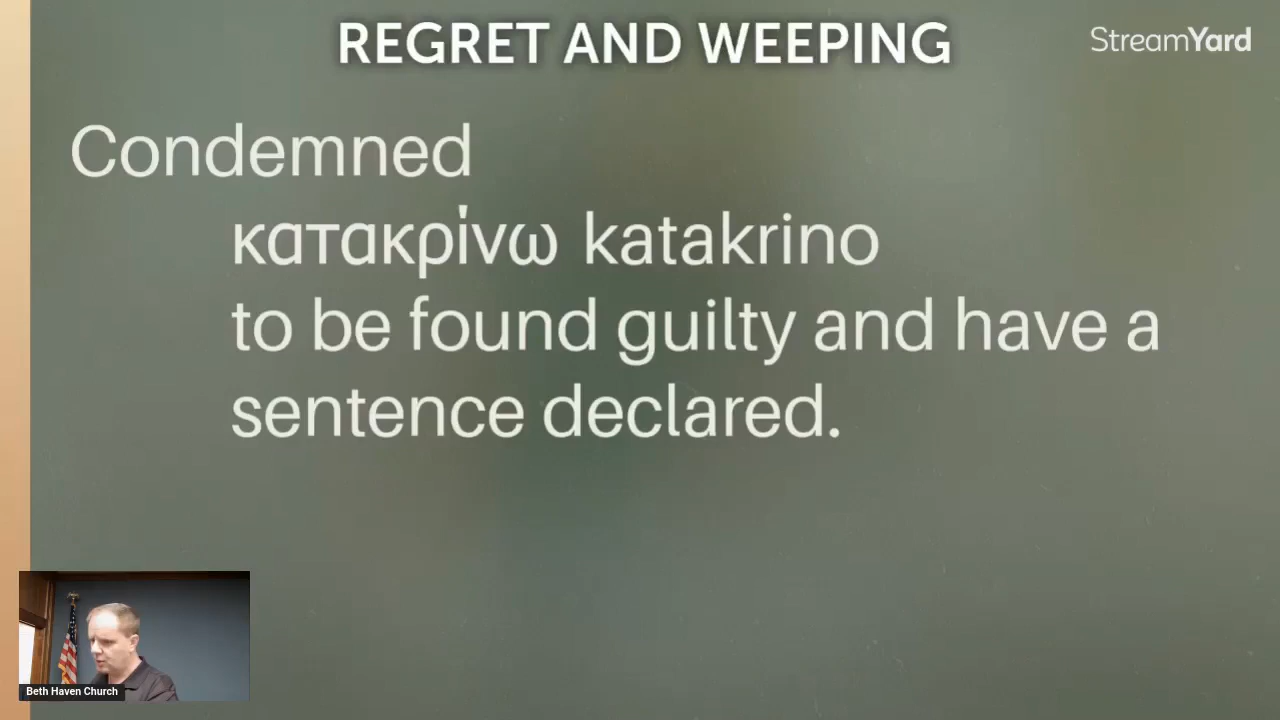 REGRET AND WEEPING
StreamYard
Condemned
κατακρίνω katakrino
to be found guilty and have a
sentence declared.
Beth Haven Church